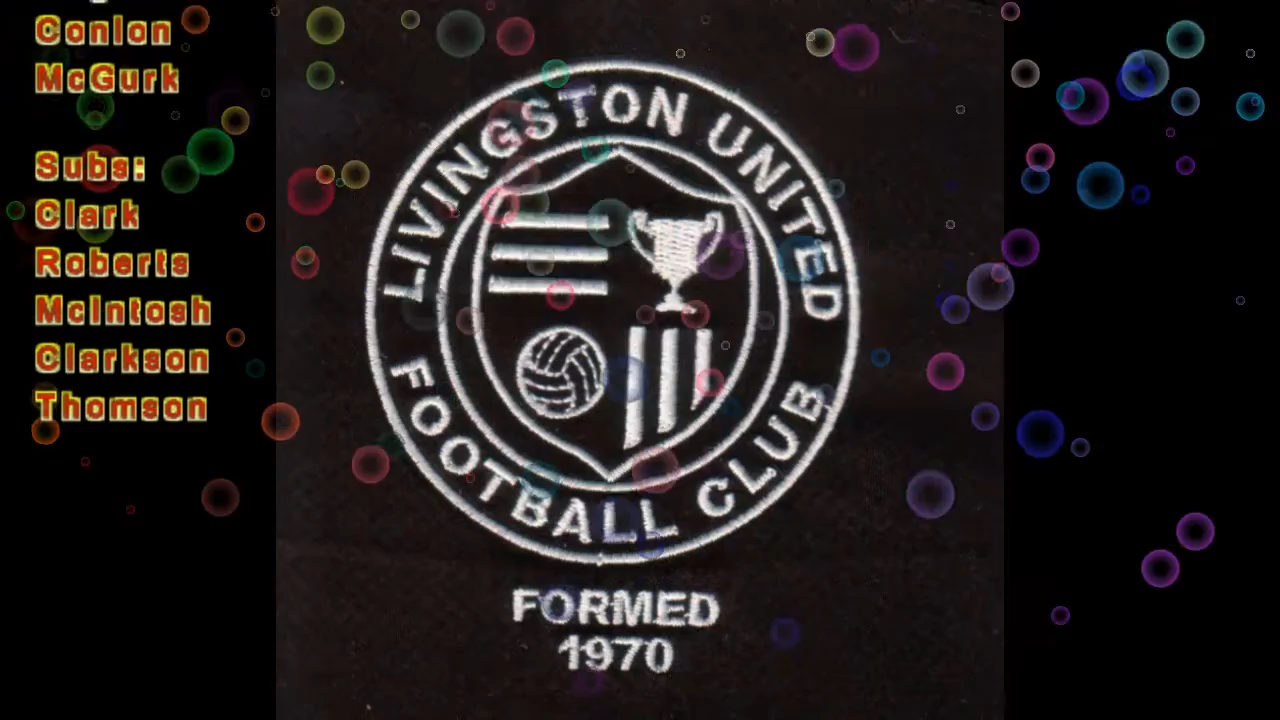 Conlon
McGurk
Subs:
Clark
Roberts
McIntosh
Clarkson
Thomson
LIVINGSTON UNITED
FOOTBALL CLUB
FORMED
1970